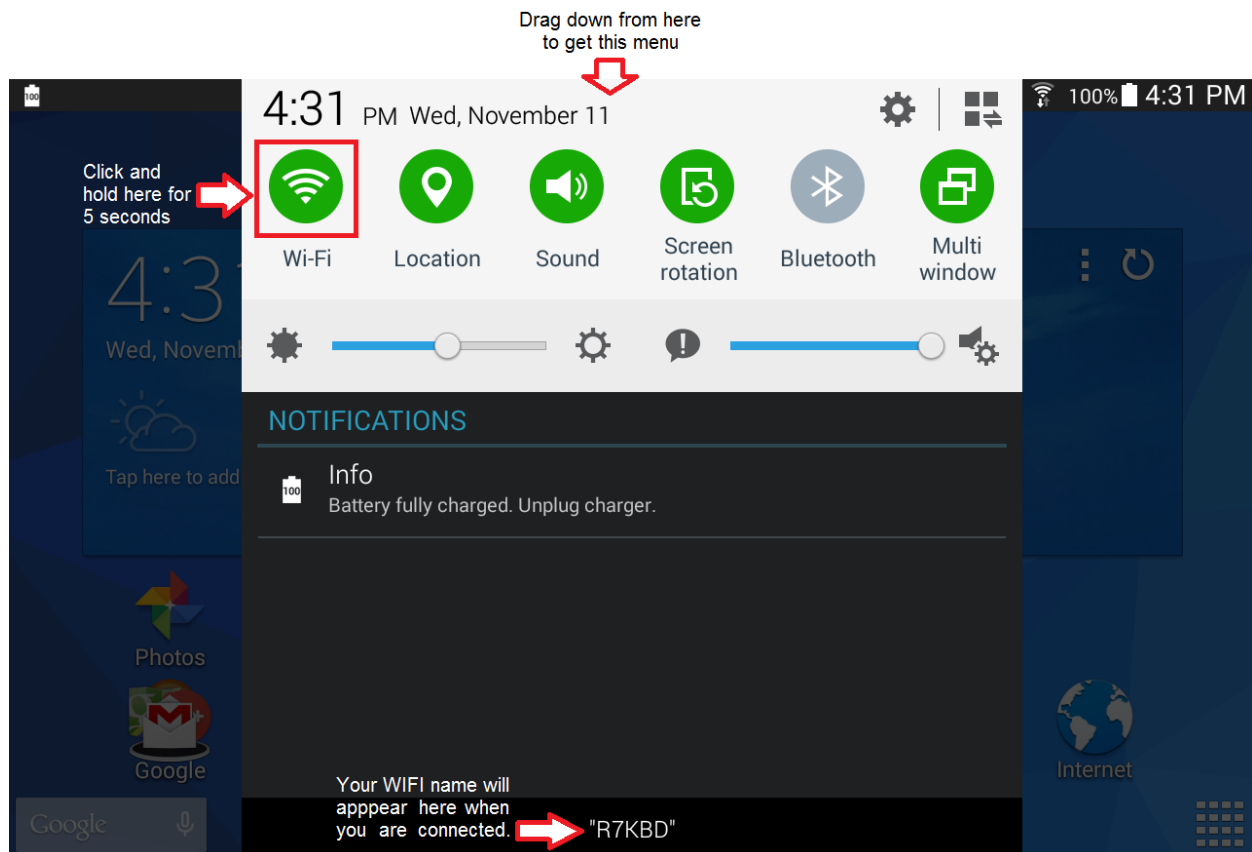 Drag down from here
to get this menu
100
4:31 PM Wed, November 11
100% 4:31 PM
Click and
hold here for
5 seconds
Wi-Fi
Location
Sound
Screen
rotation
Bluetooth
Multi
window
4:3
Wed, Novem
Tap here to add
NOTIFICATIONS
100
Info
Battery fully charged. Unplug charger.
Photos
Google
Internet
Google
Your WIFI name will
apppear here when
you are connected.
"R7KBD"